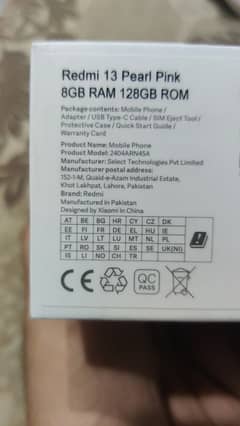 Redmi 13 Pearl Pink
8GB RAM 128GB ROM
Package contents: Mobile Phone /
Adapter / USB Type-C Cable / SIM Eject Tool /
Protective Case / Quick Start Guide /
Warranty Card
Product Name: Mobile Phone
Product Model: 2404ARN45A
Manufacturer: Select Technologies Pvt Limited
Manufacturer's postal address:
152-1-M, Quaid-e-Azam Industrial Estate,
Khot Lakhpat, Lahore, Pakistan
Brand: Redmi
Manufactured in Pakistan
Designed by Xiaomi in China
AT BE BG HR CY CZ DK
EE FI FR DE EL HU IE
IT LV LT LU MT NL PL
PT RO SK SI ES SE UK(NI)
IS LI NO CH TR
CE
QC
PASS